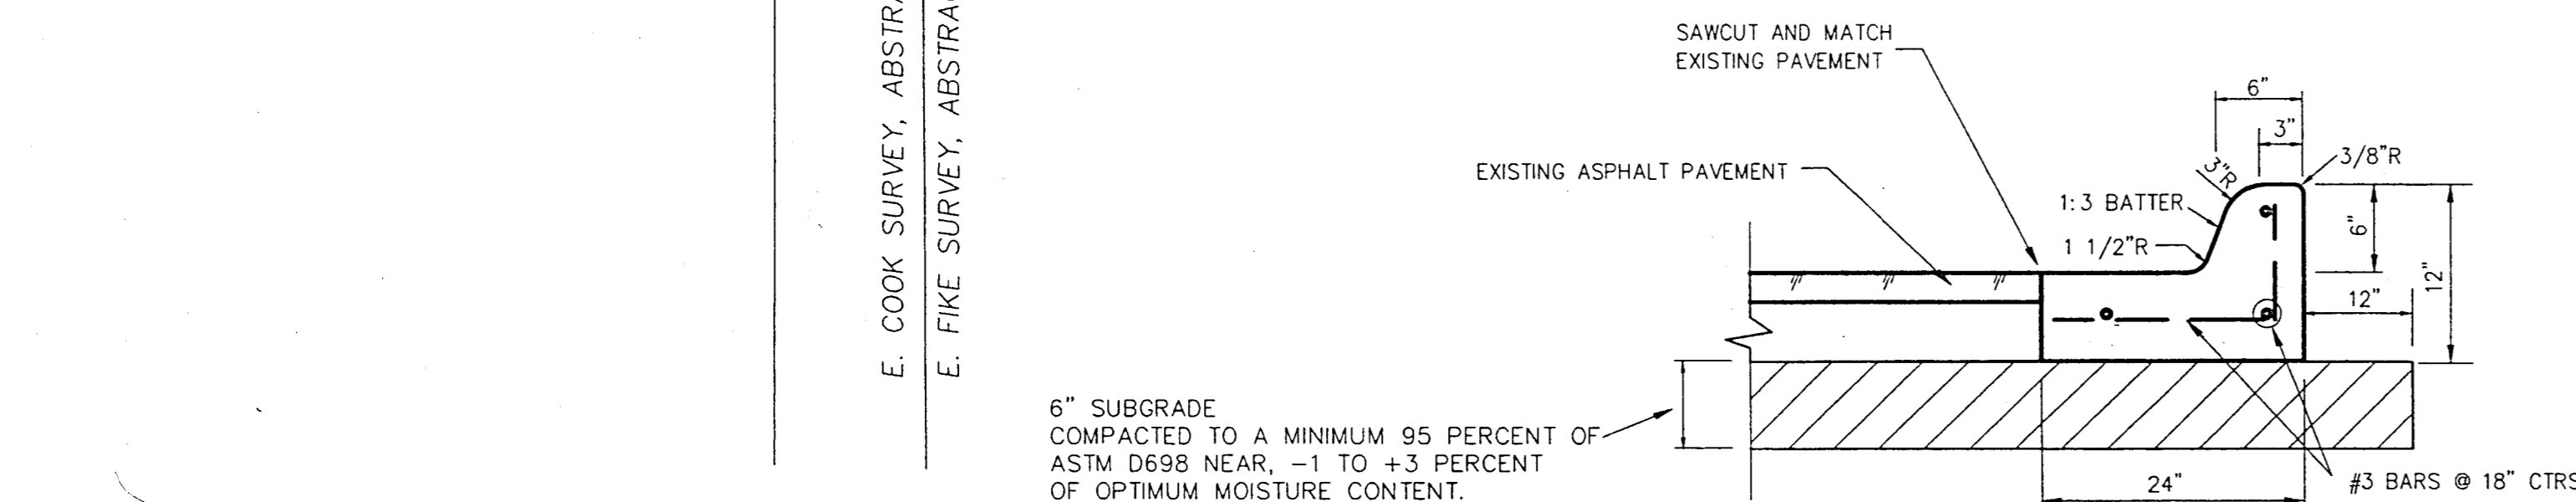 E. COOK SURVEY, ABSTRA
E. FIKE SURVEY, ABSTRA
SAWCUT AND MATCH
EXISTING PAVEMENT
EXISTING ASPHALT PAVEMENT
6"
3"
3/8"R
3"R
1:3 BATTER
1 1/2"R
6"
12"
12"
6" SUBGRADE
COMPACTED TO A MINIMUM 95 PERCENT OF
ASTM D698 NEAR, -1 TO +3 PERCENT
OF OPTIMUM MOISTURE CONTENT.
24"
#3 BARS @ 18" CTRS